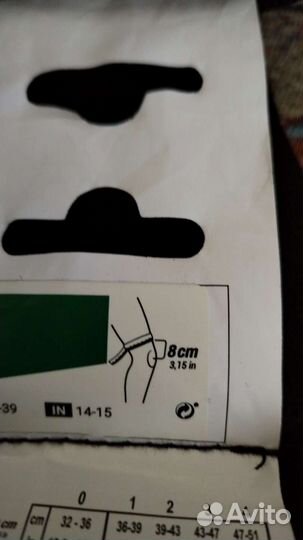 8cm
3,15 in
-39 IN 14-15
0 1 2
cm cm 32 - 36 36-39 39-43 43-47 47-51
Avito